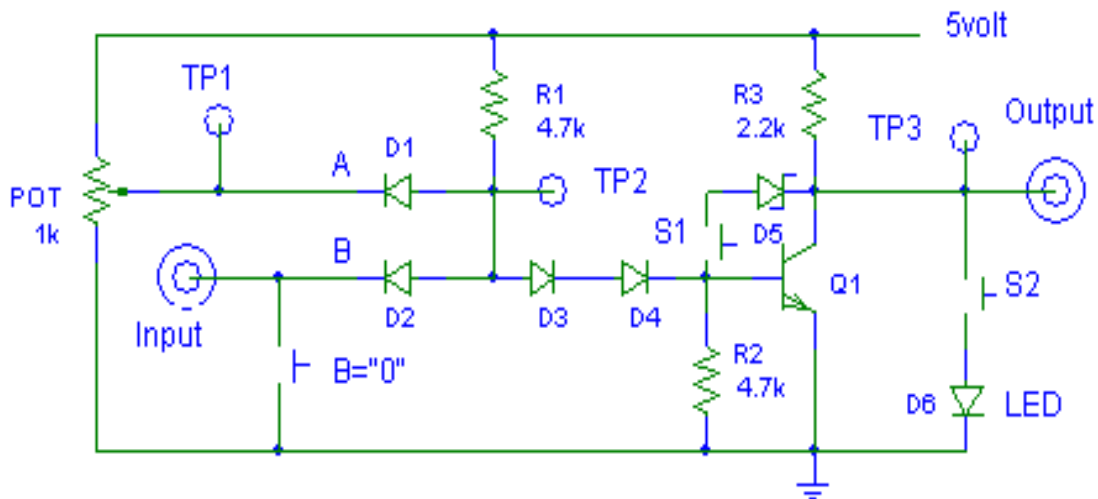 5volt
TP1
R1
4.7k
R3
2.2k
TP3
Output
A
D1
TP2
POT
1k
S1
D5
B
Q1
S2
Input
D2
D3
D4
B="0"
R2
4.7k
D6
LED